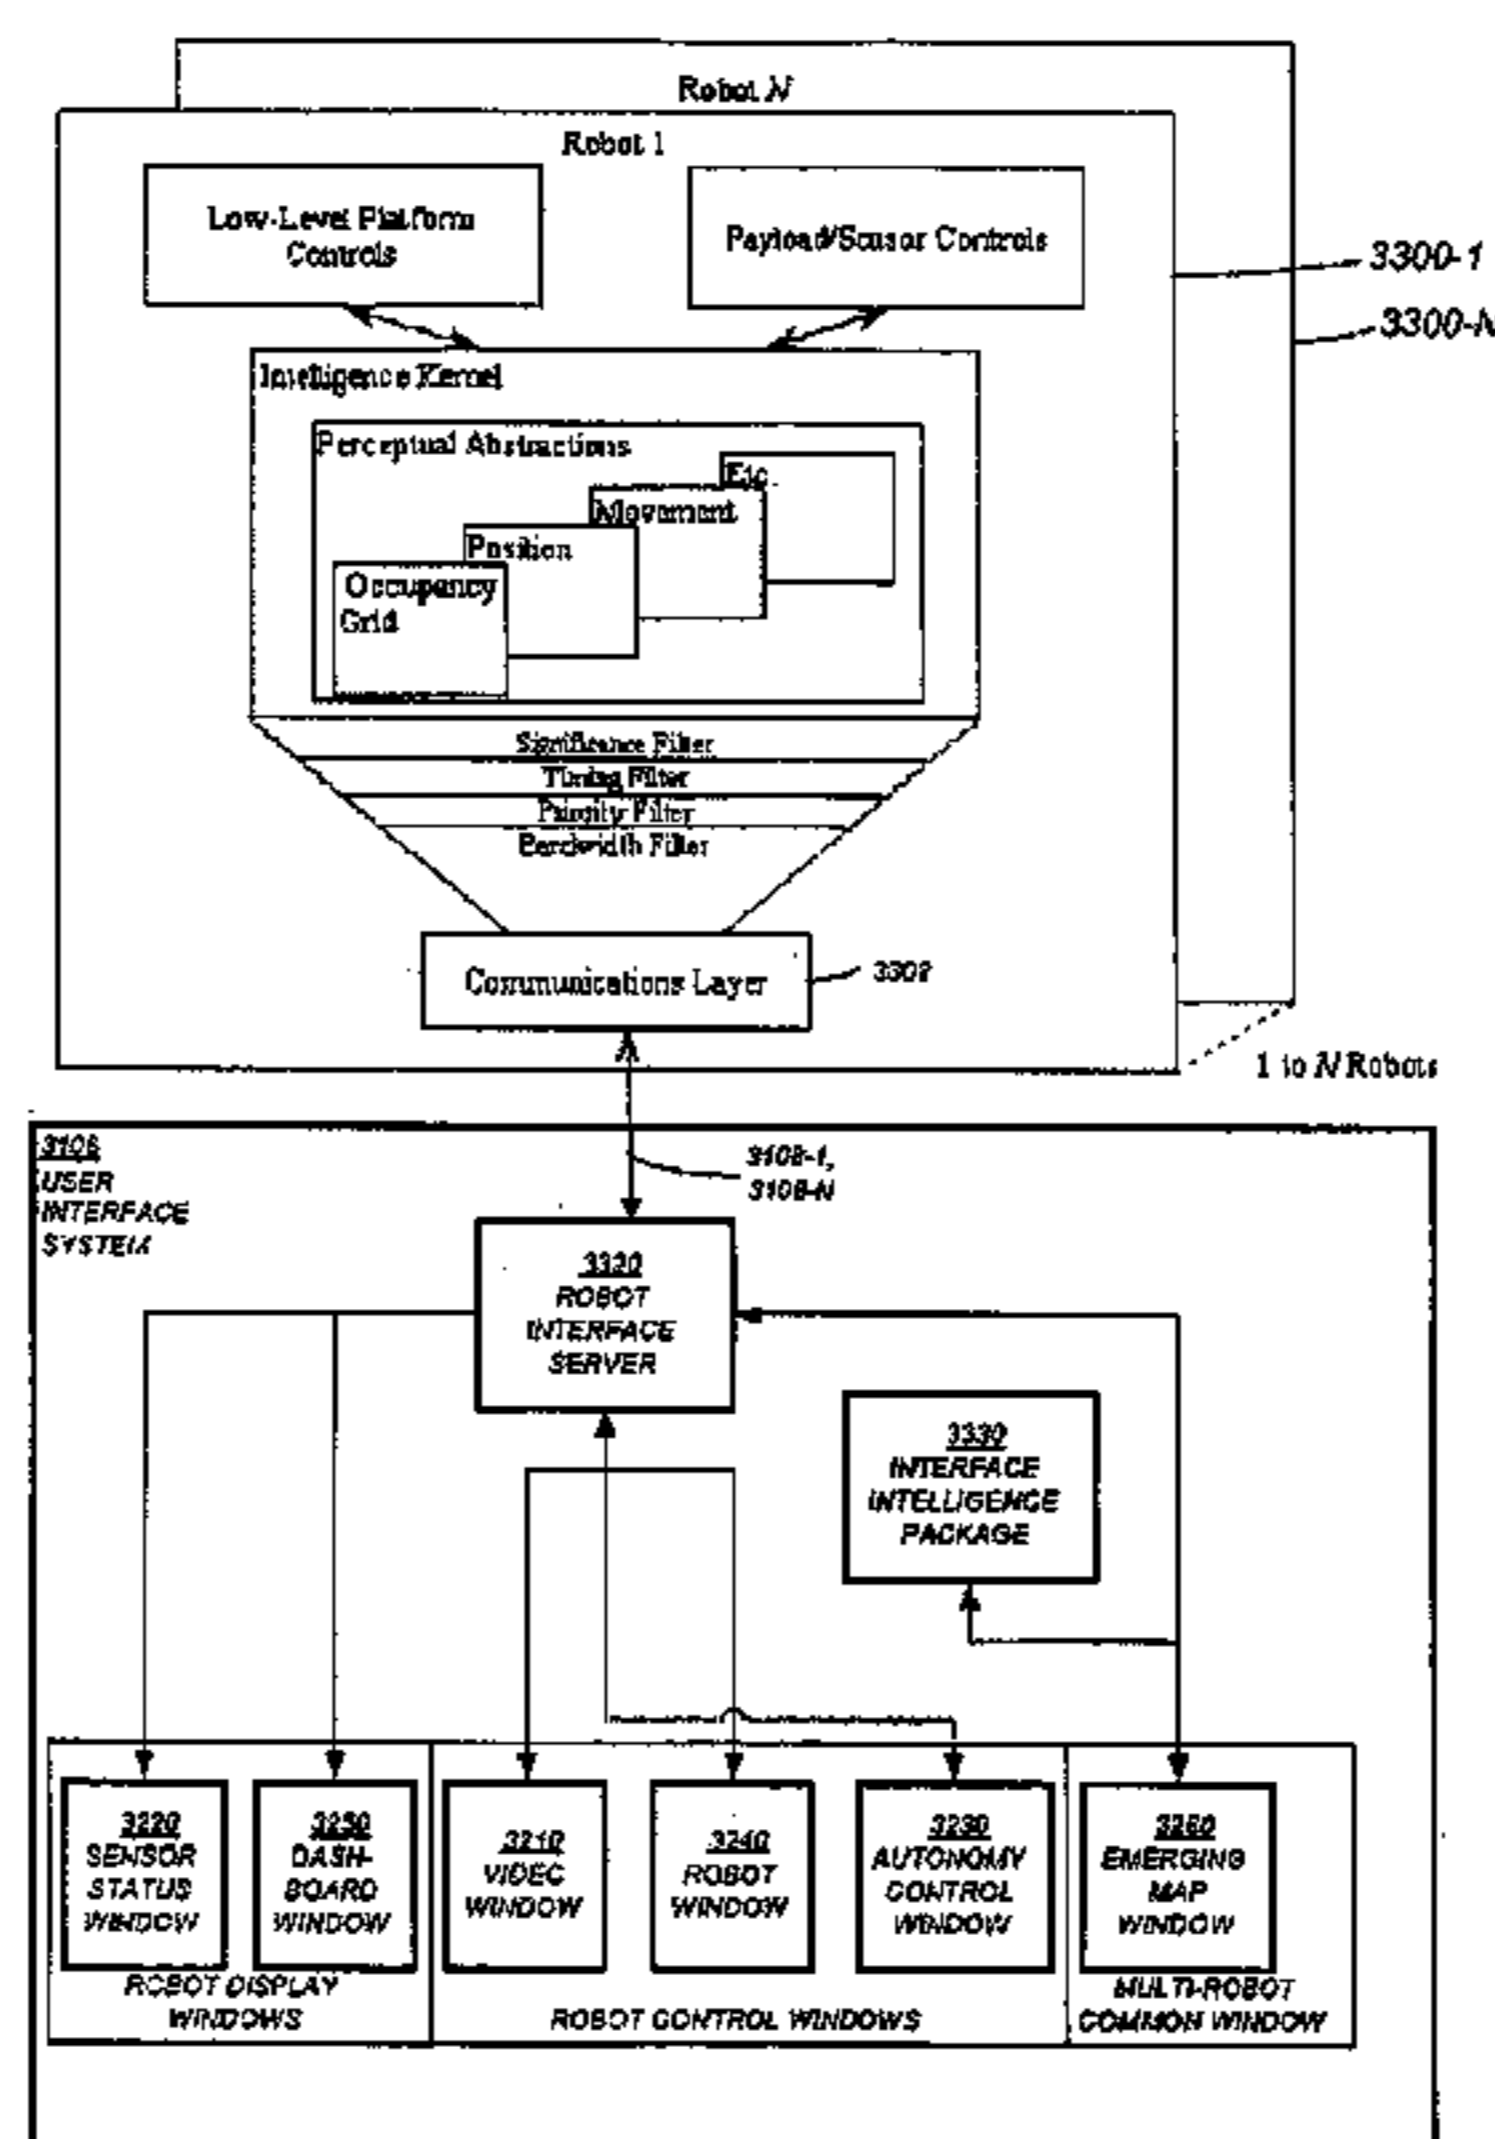 Robot N
Robot 1
Low-Level Platform
Controls
Payload/Sensor Controls
3300-1
3300-N
Intelligence Kernel
Perceptual Abstractions
Etc.
Movement
Position
Occupancy
Grid
Significance Filter
Timing Filter
Priority Filter
Bandwidth Filter
Communications Layer
3302
1 to N Robots
3106
USER
INTERFACE
SYSTEM
3108-1,
3108-N
3320
ROBOT
INTERFACE
SERVER
3330
INTERFACE
INTELLIGENCE
PACKAGE
3220
SENSOR
STATUS
WINDOW
3250
DASH-
BOARD
WINDOW
3210
VIDEO
WINDOW
3240
ROBOT
WINDOW
3230
AUTONOMY
CONTROL
WINDOW
3260
EMERGING
MAP
WINDOW
ROBOT DISPLAY
WINDOWS
ROBOT CONTROL WINDOWS
MULTI-ROBOT
COMMON WINDOW